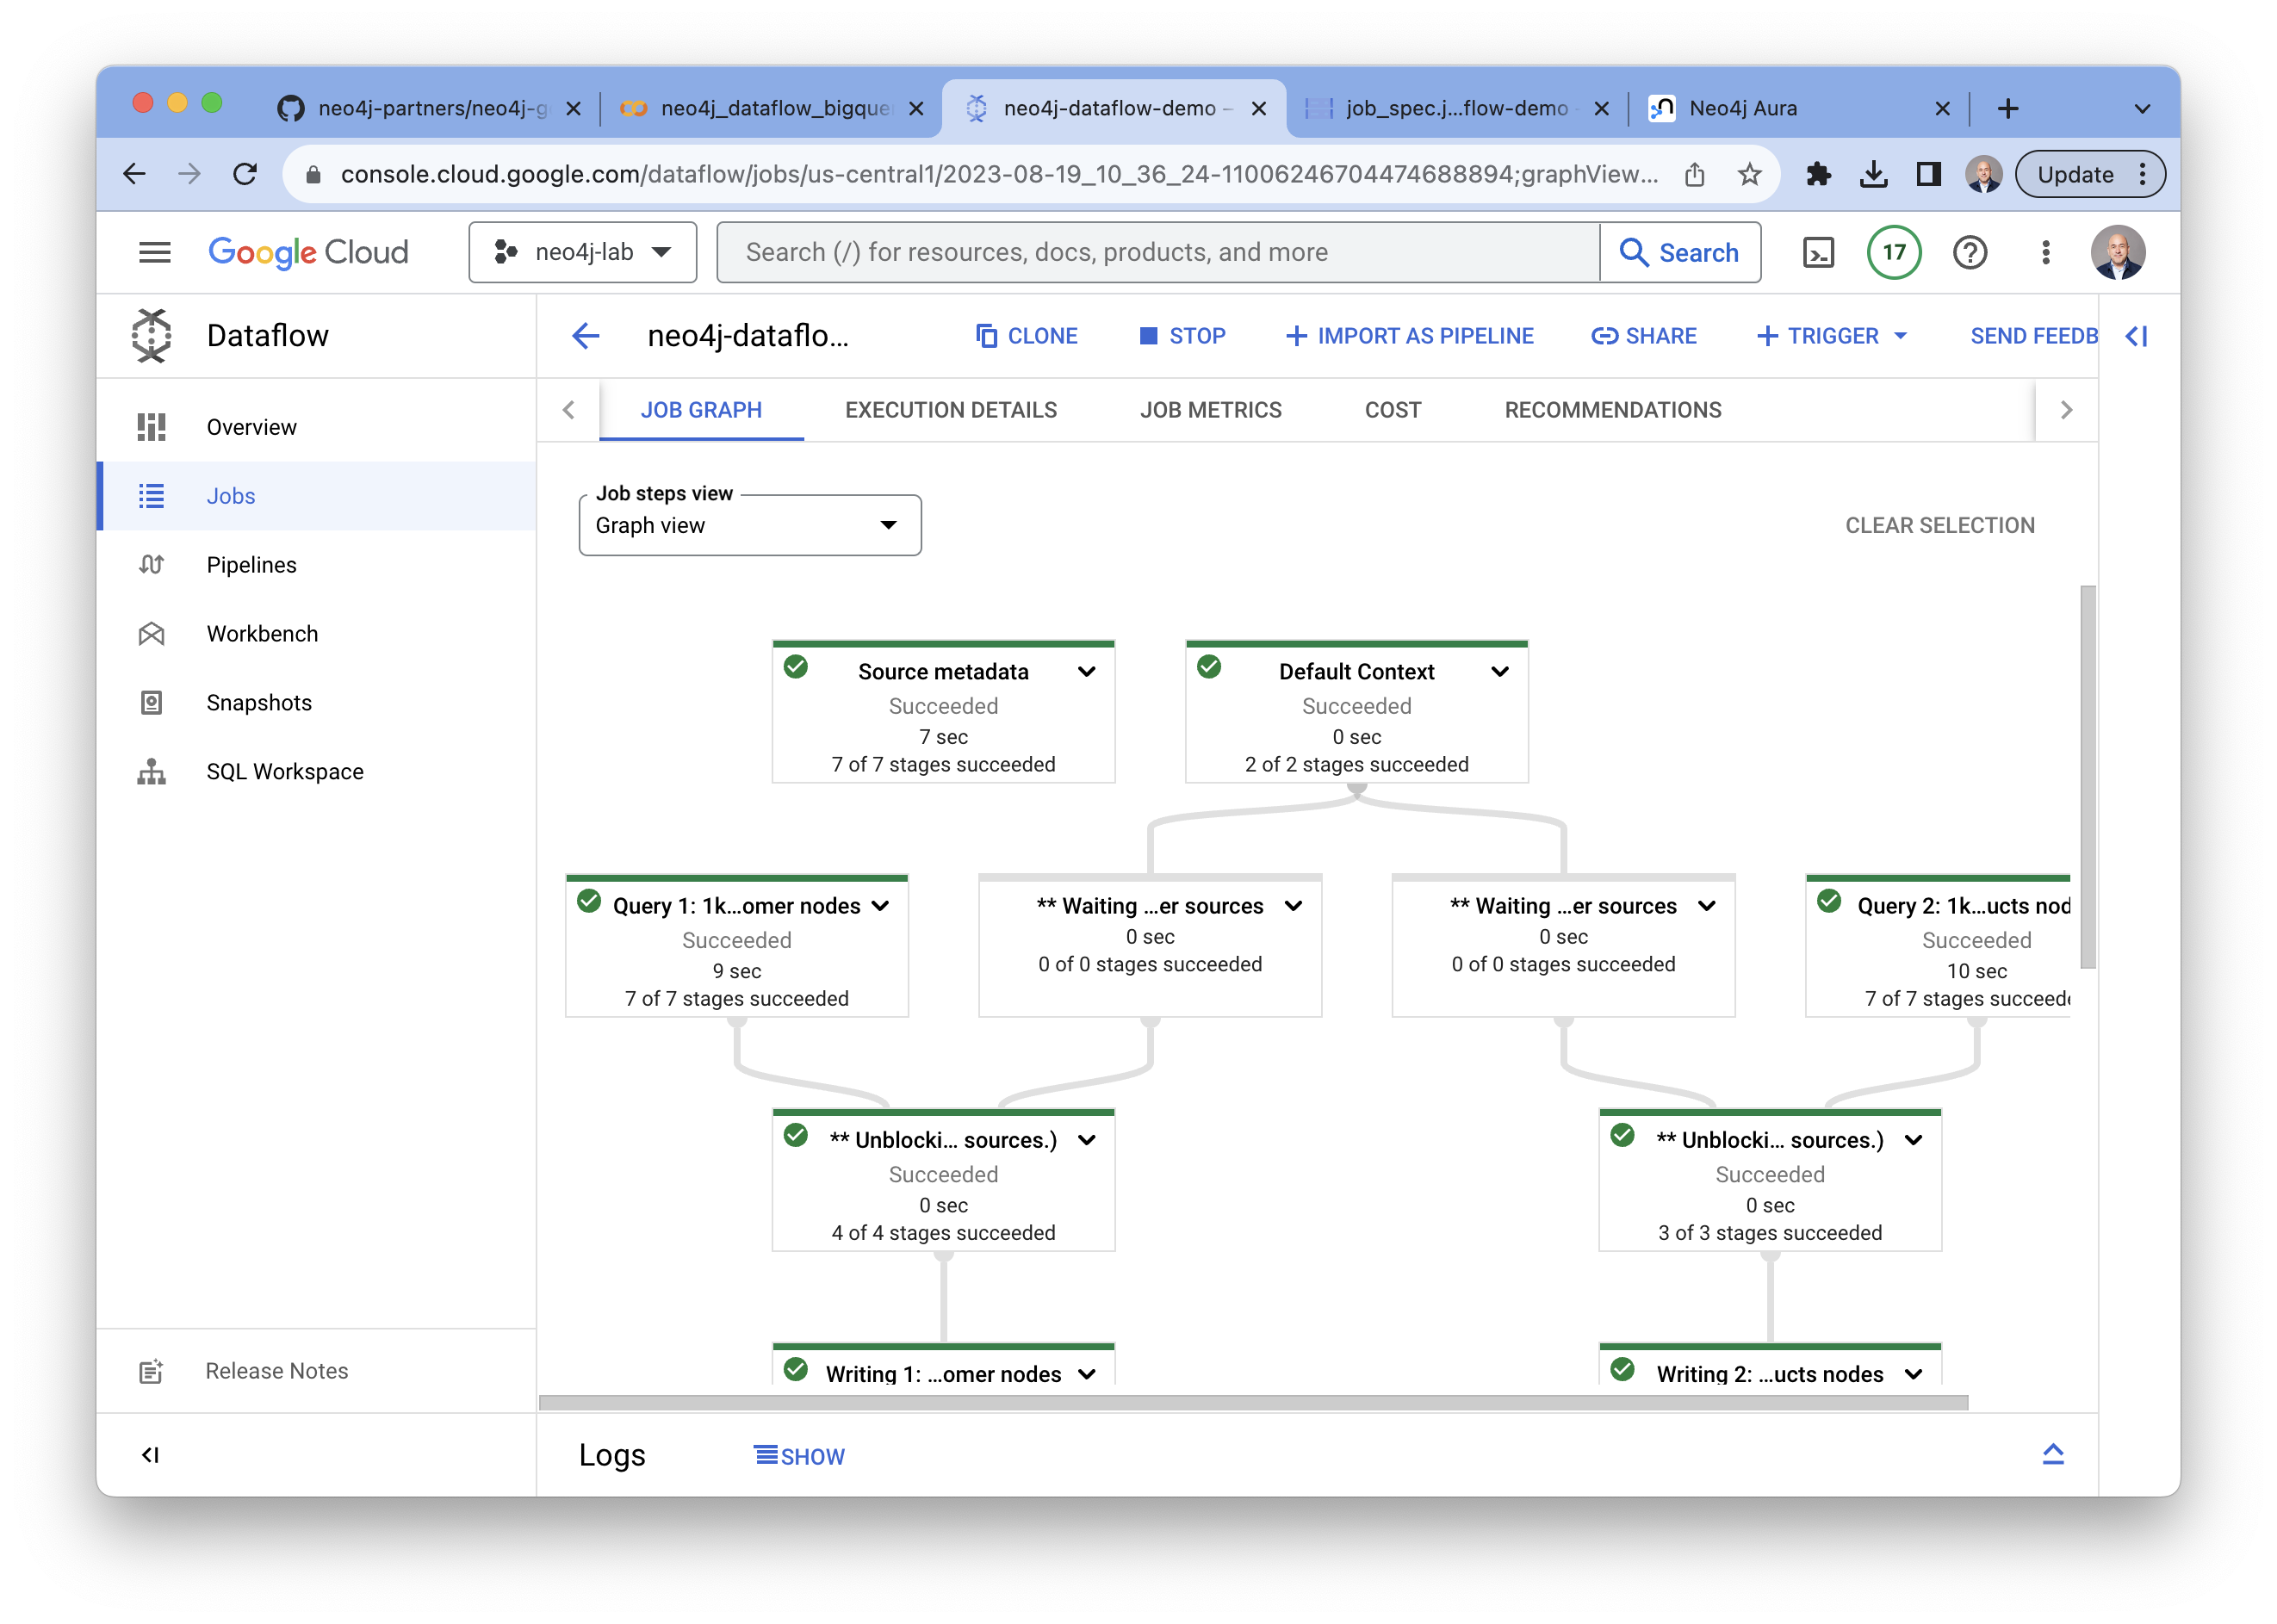 neo4j-partners/neo4j-g
neo4j_dataflow_bigque
neo4j-dataflow-demo –
job_spec.j...flow-demo
Neo4j Aura
console.cloud.google.com/dataflow/jobs/us-central1/2023-08-19_10_36_24-11006246704474688894;graphView...
Update
Google Cloud
neo4j-lab
Search (/) for resources, docs, products, and more
Search
17
Dataflow
neo4j-dataflo...
CLONE
STOP
IMPORT AS PIPELINE
SHARE
TRIGGER
SEND FEEDB
Overview
Jobs
Pipelines
Workbench
Snapshots
SQL Workspace
Release Notes
JOB GRAPH
EXECUTION DETAILS
JOB METRICS
COST
RECOMMENDATIONS
Job steps view
Graph view
CLEAR SELECTION
Source metadata
Succeeded
7 sec
7 of 7 stages succeeded
Default Context
Succeeded
0 sec
2 of 2 stages succeeded
Query 1: 1k...omer nodes
Succeeded
9 sec
7 of 7 stages succeeded
** Waiting ...er sources
0 sec
0 of 0 stages succeeded
** Waiting ...er sources
0 sec
0 of 0 stages succeeded
Query 2: 1k...ucts nod
Succeeded
10 sec
7 of 7 stages succeede
** Unblocki... sources.)
Succeeded
0 sec
4 of 4 stages succeeded
** Unblocki... sources.)
Succeeded
0 sec
3 of 3 stages succeeded
Writing 1: ...omer nodes
Writing 2: ...ucts nodes
Logs
SHOW